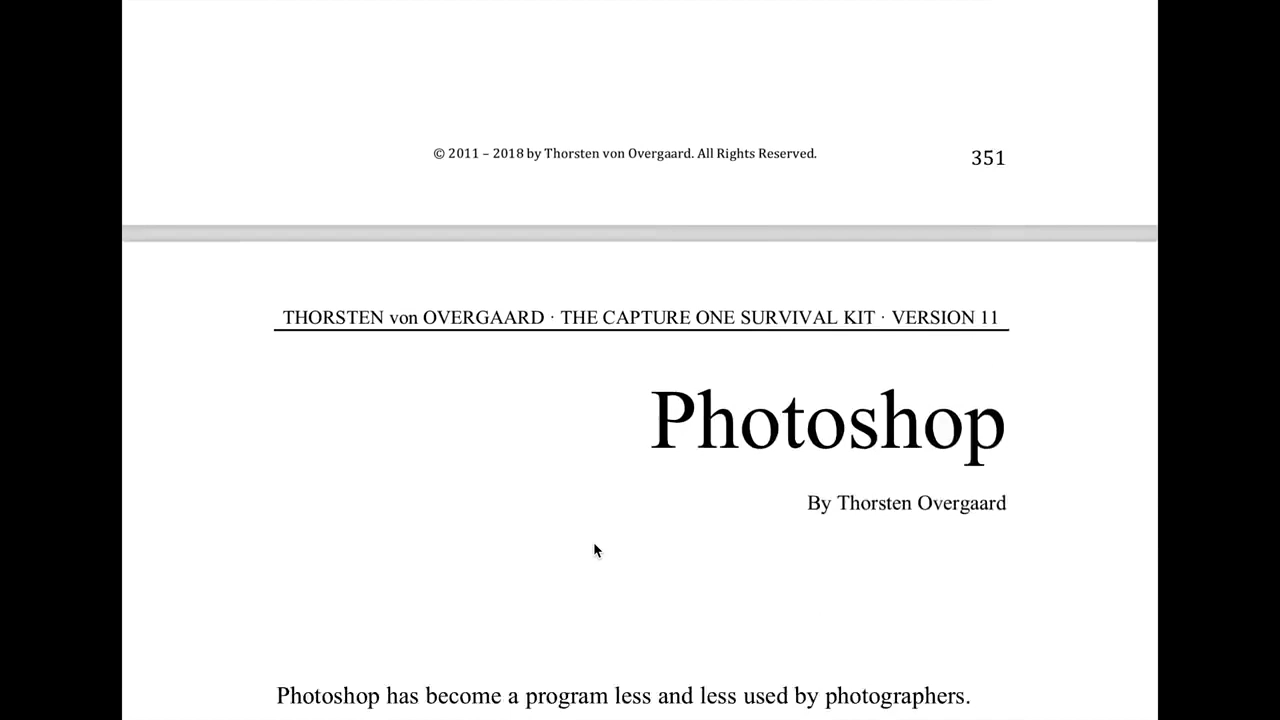 © 2011 – 2018 by Thorsten von Overgaard. All Rights Reserved.
351
THORSTEN von OVERGAARD · THE CAPTURE ONE SURVIVAL KIT · VERSION 11
Photoshop
By Thorsten Overgaard
Photoshop has become a program less and less used by photographers.